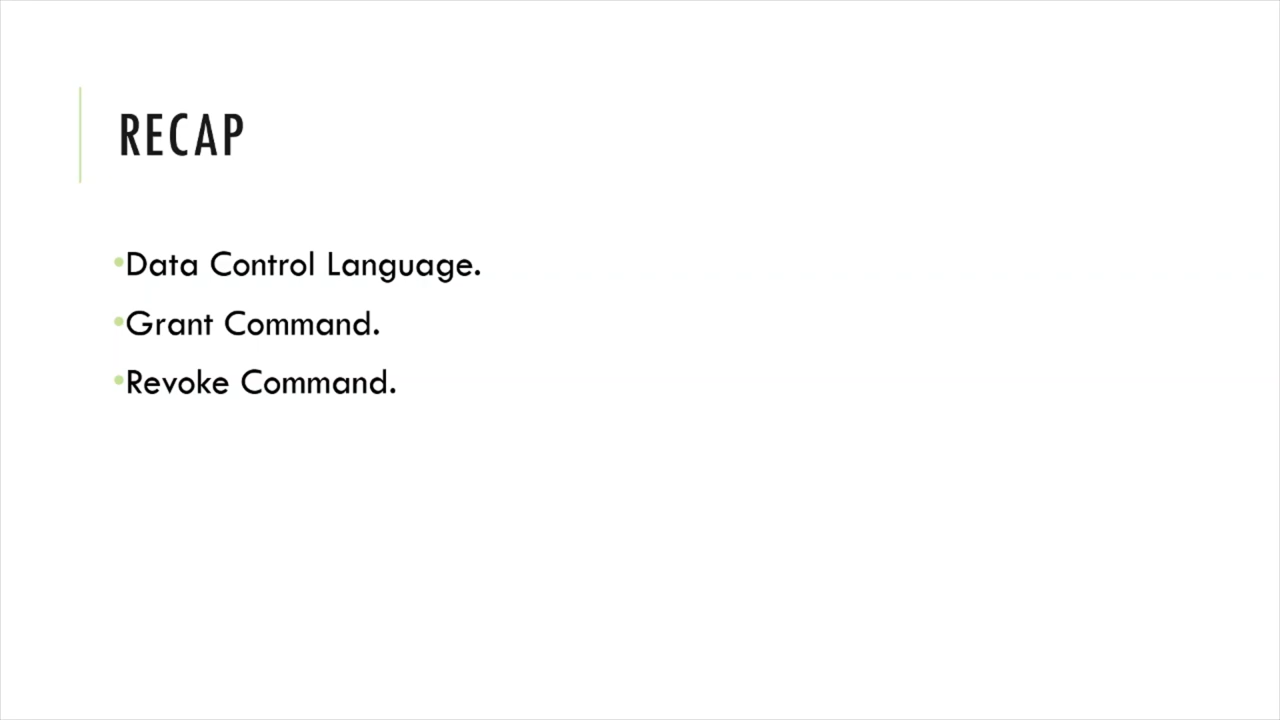 RECAP
•Data Control Language.
•Grant Command.
•Revoke Command.